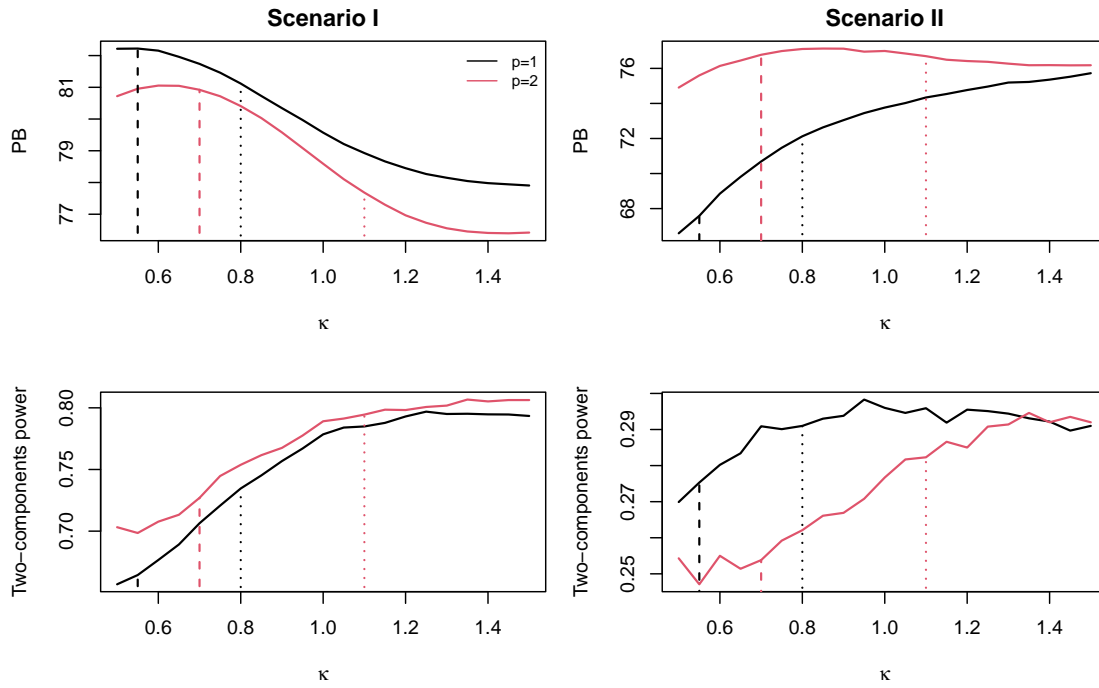 Scenario I
Scenario II
PB
77 79 81
p=1
p=2
0.6 0.8 1.0 1.2 1.4
κ
PB
68 72 76
0.6 0.8 1.0 1.2 1.4
κ
Two−components power
0.70 0.75 0.80
0.6 0.8 1.0 1.2 1.4
κ
Two−components power
0.25 0.27 0.29
0.6 0.8 1.0 1.2 1.4
κ